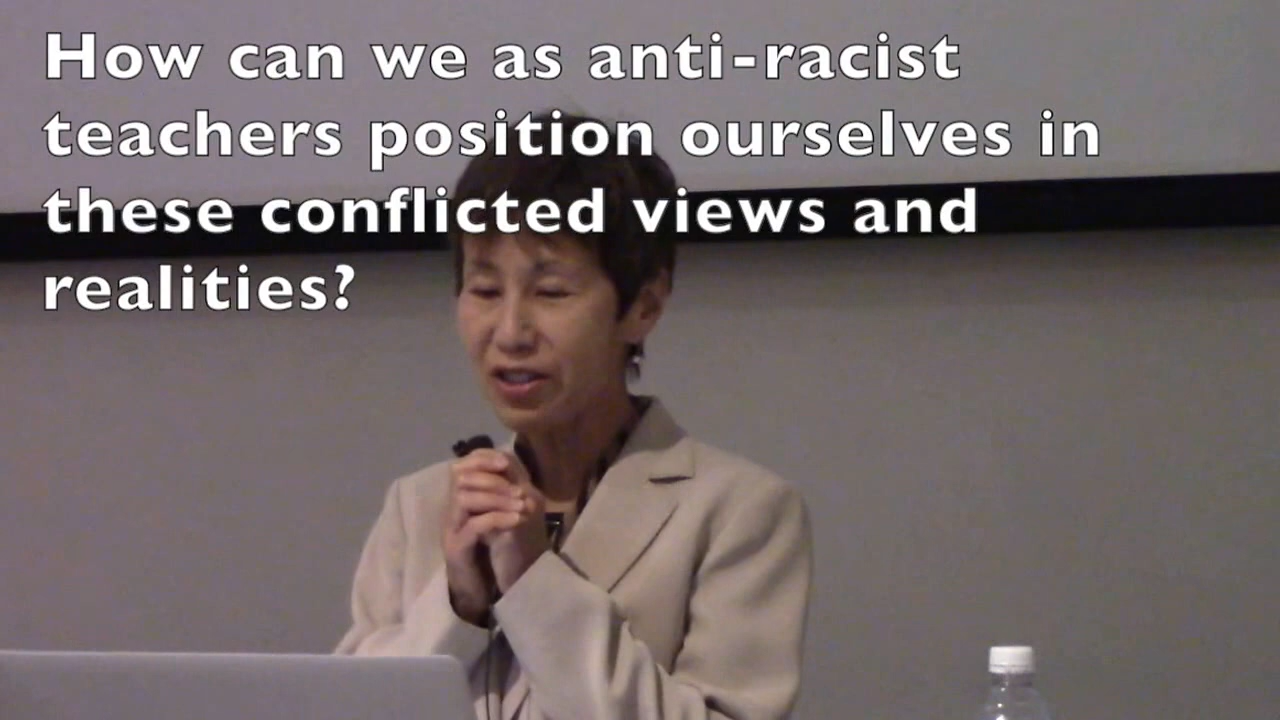 How can we as anti-racist
teachers position ourselves in
these conflicted views and
realities?